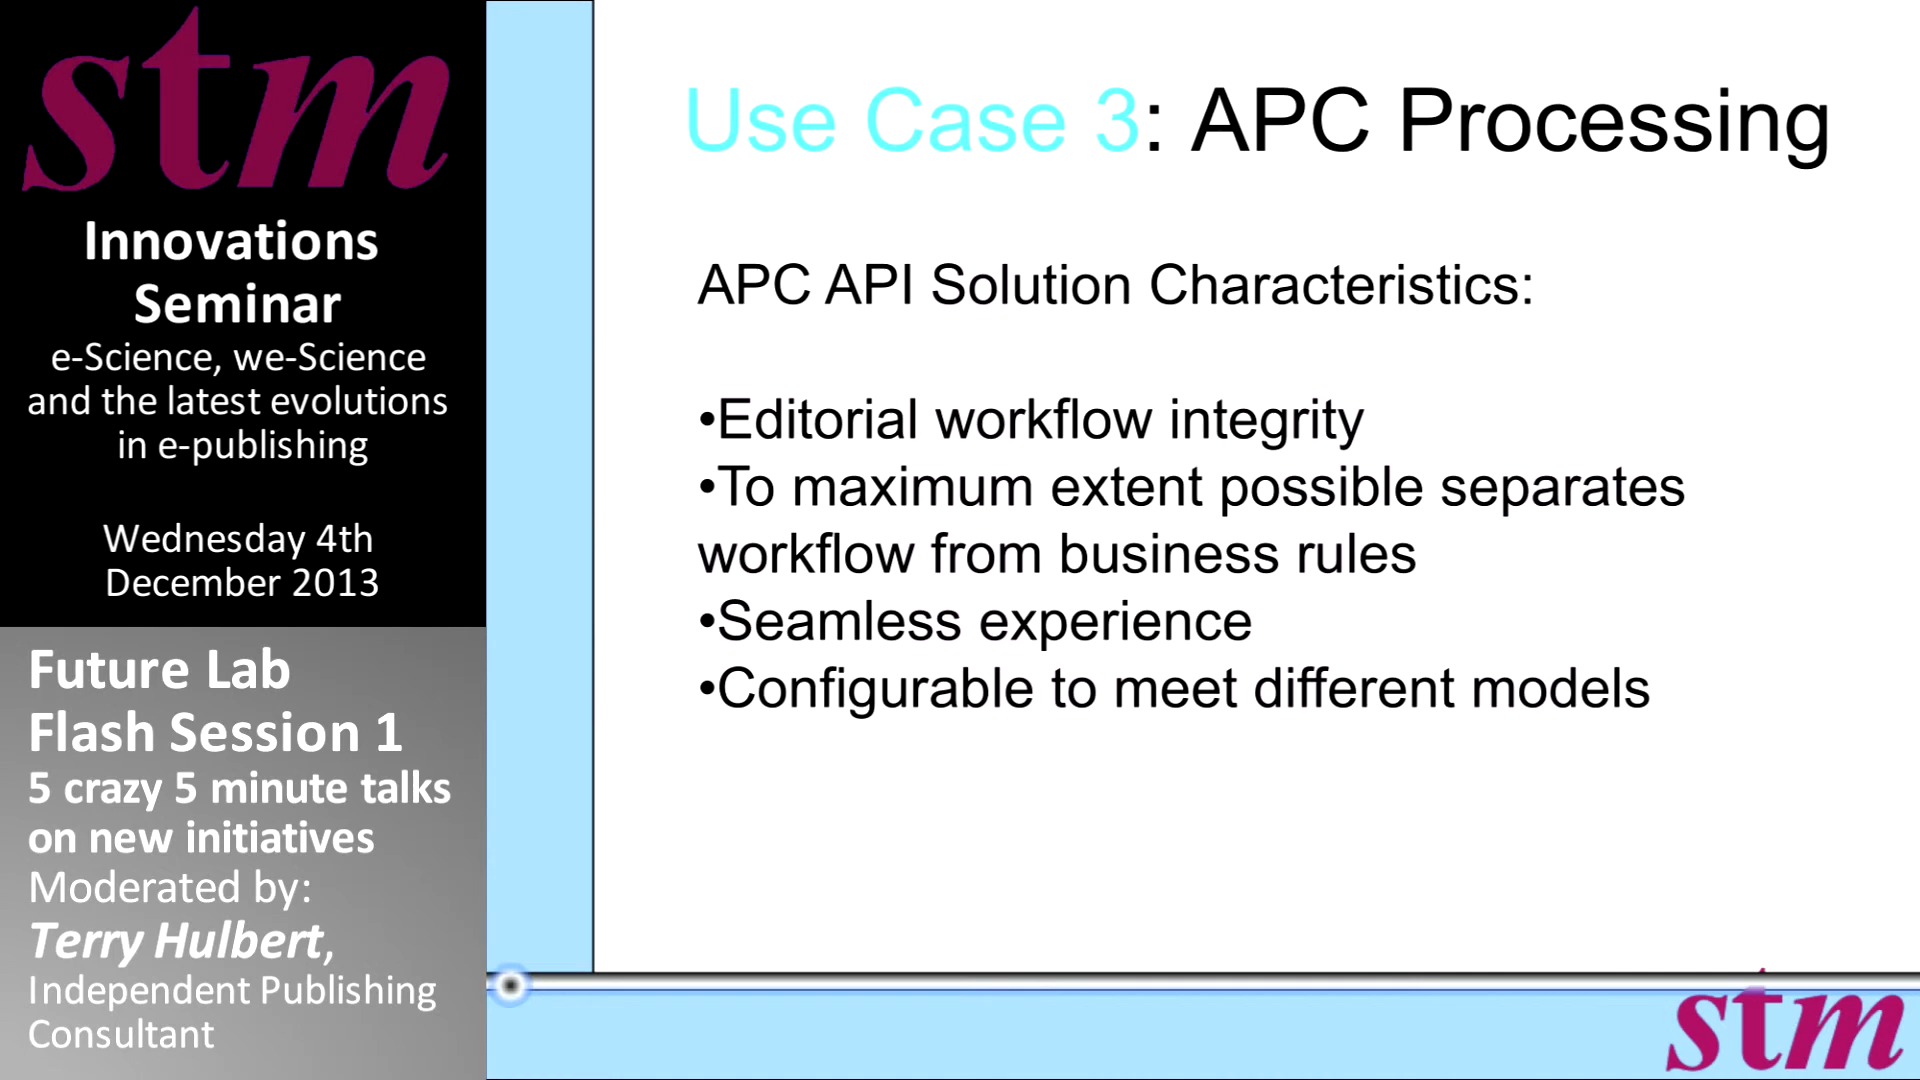 stm
Innovations
Seminar
e-Science, we-Science
and the latest evolutions
in e-publishing
Wednesday 4th
December 2013
Future Lab
Flash Session 1
5 crazy 5 minute talks
on new initiatives
Moderated by:
Terry Hulbert,
Independent Publishing
Consultant
Use Case 3: APC Processing
APC API Solution Characteristics:
•Editorial workflow integrity
•To maximum extent possible separates
workflow from business rules
•Seamless experience
•Configurable to meet different models
stm